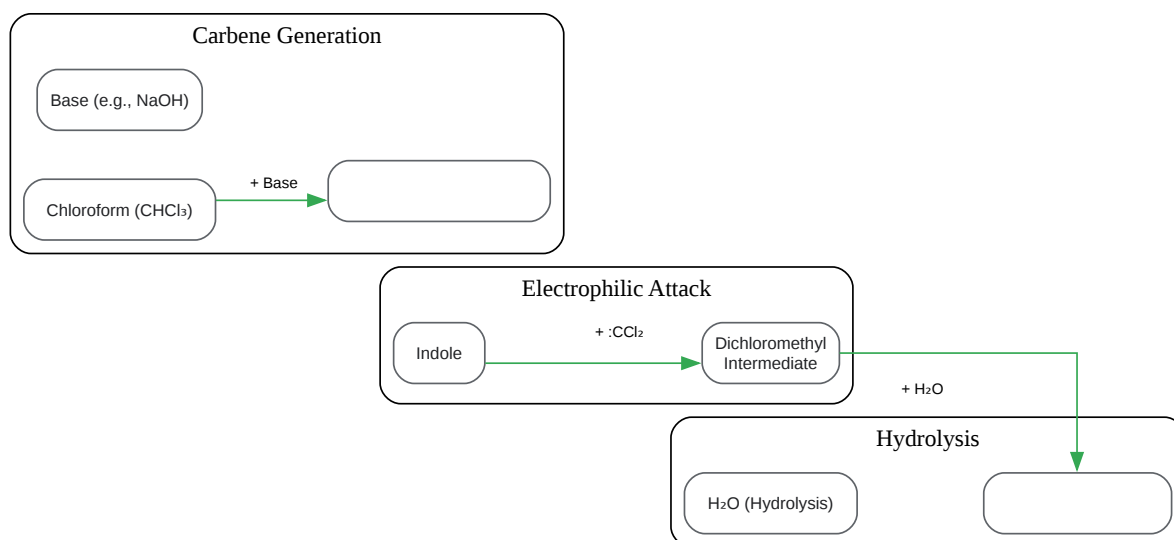 Carbene Generation
Base (e.g., NaOH)
+ Base
Chloroform (CHCl₃)
Electrophilic Attack
+ :CCl₂
Indole
Dichloromethyl
Intermediate
+ H₂O
Hydrolysis
H₂O (Hydrolysis)